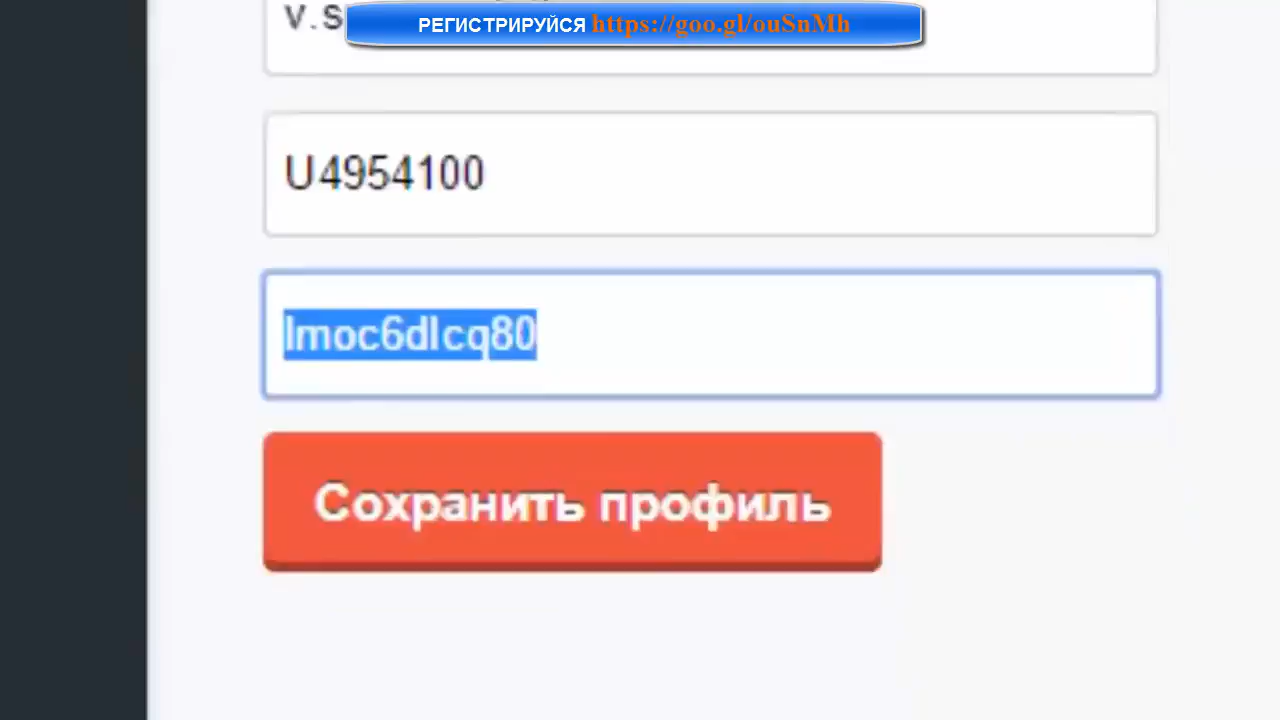 РЕГИСТРИРУЙСЯ https://goo.gl/ouSnMh
v.s
U4954100
lmoc6dlcq80
Сохранить профиль